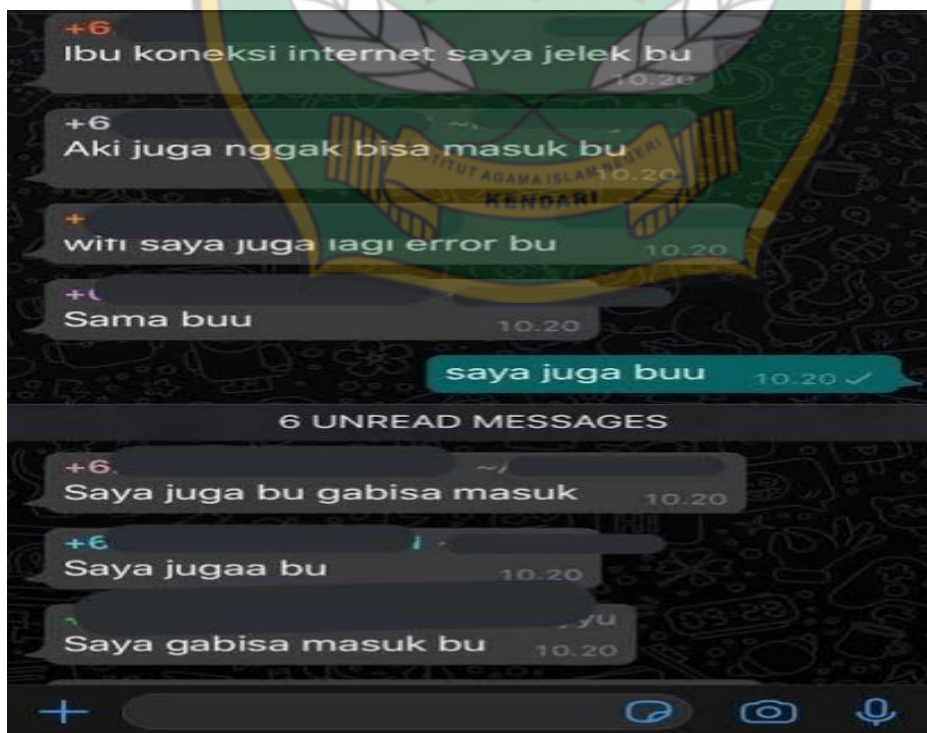 +6
Ibu koneksi internet saya jelek bu
10.20
+6
Aki juga nggak bisa masuk bu
10.20
INSTITUT AGAMA ISLAM NEGERI
KENDARI
+
wifi saya juga lagi error bu 10.20
+6
Sama buu 10.20
saya juga buu 10.20
6 UNREAD MESSAGES
+6
Saya juga bu gabisa masuk 10.20
+6
Saya jugaa bu 10.20
yu
Saya gabisa masuk bu 10.20